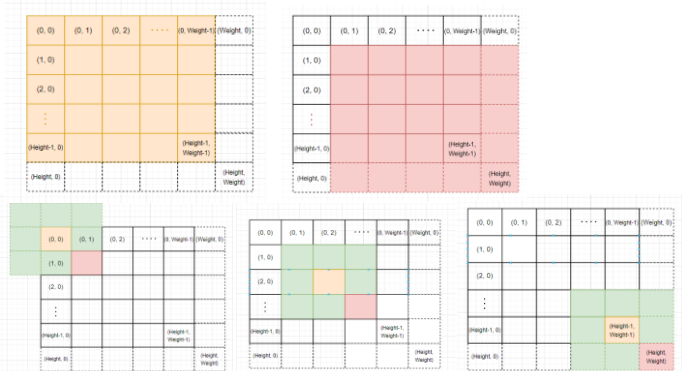 (0, 0) (0, 1) (0, 2) ···· (0, Weight-1) (Weight, 0)
(1, 0)
(2, 0)
⋮
(Height-1, 0) (Height-1,
Weight-1)
(Height, 0) (Height,
Weight)
(0, 0) (0, 1) (0, 2) ···· (0, Weight-1) (Weight, 0)
(1, 0)
(2, 0)
⋮
(Height-1, 0) (Height-1,
Weight-1)
(Height, 0) (Height,
Weight)
(0, 0) (0, 1) (0, 2) ···· (0, Weight-1) (Weight, 0)
(1, 0)
(2, 0)
⋮
(Height-1, 0) (Height-1,
Weight-1)
(Height, 0) (Height,
Weight)
(0, 0) (0, 1) (0, 2) ···· (0, Weight-1) (Weight, 0)
(1, 0)
(2, 0)
⋮
(Height-1, 0) (Height-1,
Weight-1)
(Height, 0) (Height,
Weight)
(0, 0) (0, 1) (0, 2) ···· (0, Weight-1) (Weight, 0)
(1, 0)
(2, 0)
⋮
(Height-1, 0) (Height-1,
Weight-1)
(Height, 0) (Height,
Weight)